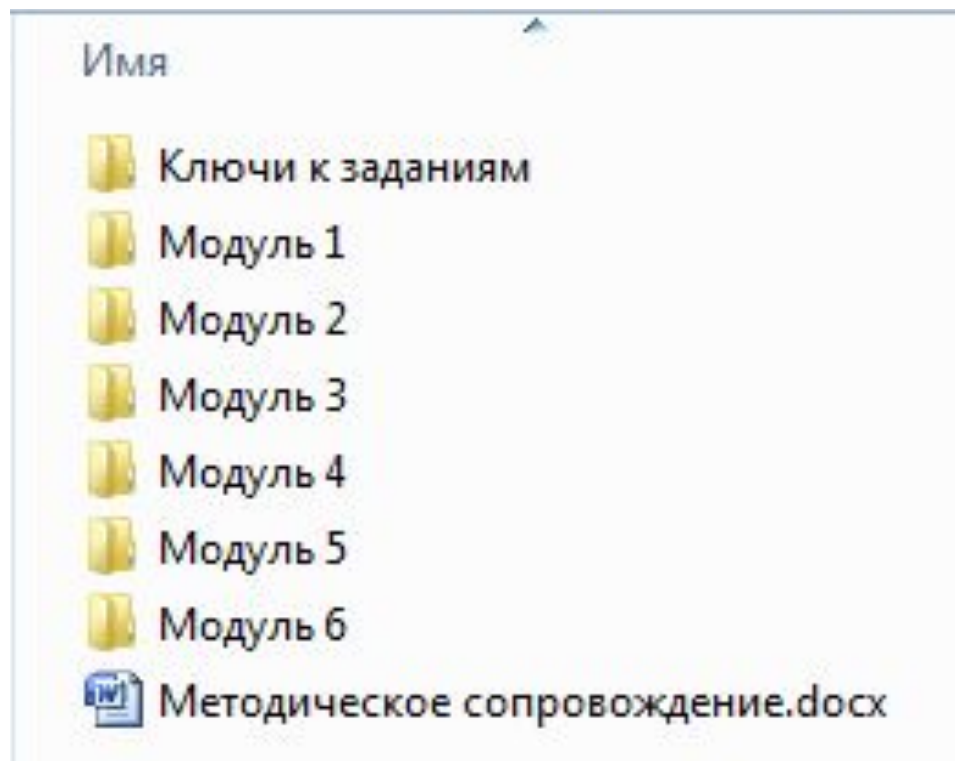 Имя
Ключи к заданиям
Модуль 1
Модуль 2
Модуль 3
Модуль 4
Модуль 5
Модуль 6
Методическое сопровождение.docx